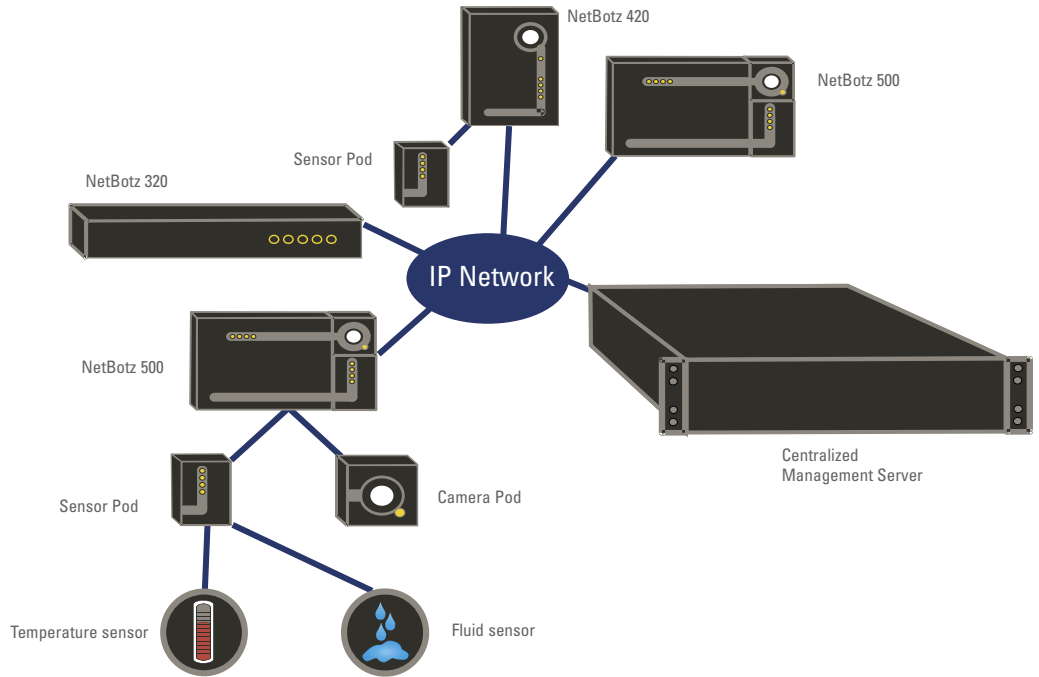 NetBotz 420
NetBotz 500
Sensor Pod
NetBotz 320
IP Network
NetBotz 500
Centralized
Management Server
Camera Pod
Sensor Pod
Temperature sensor
Fluid sensor